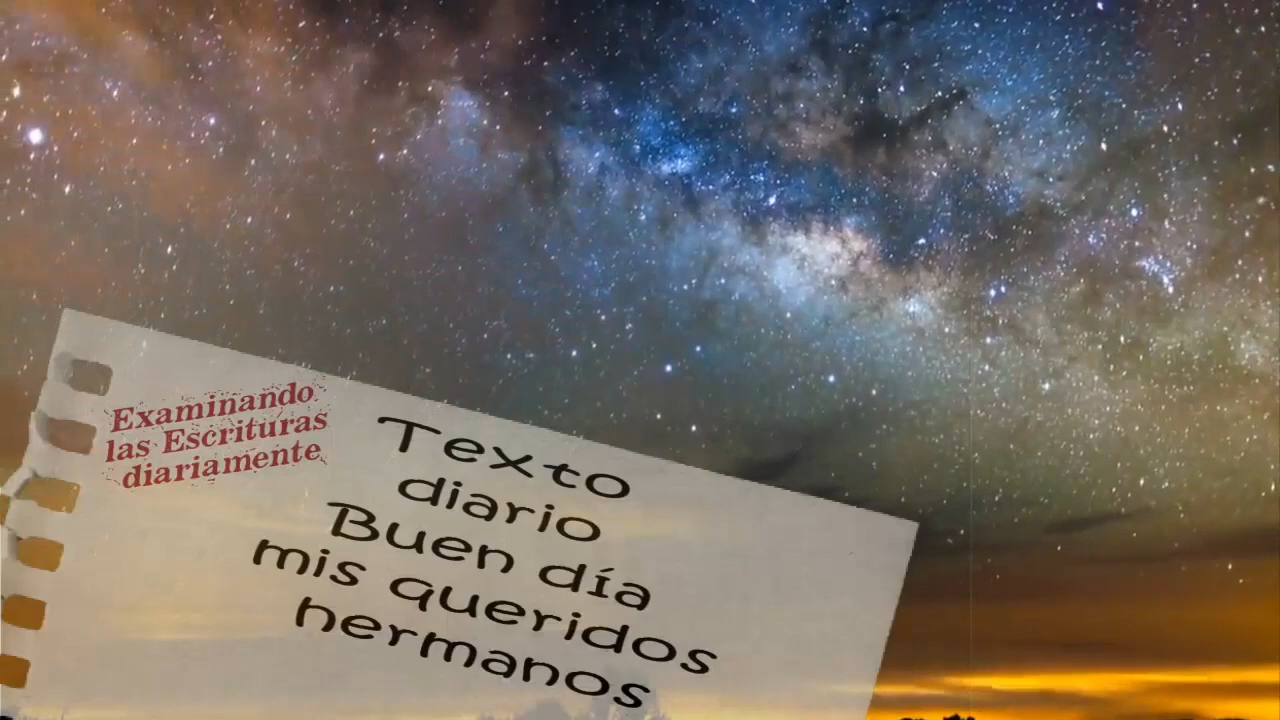 Examinando
las Escrituras
diariamente
Texto
diario
Buen día
mis queridos
hermanos